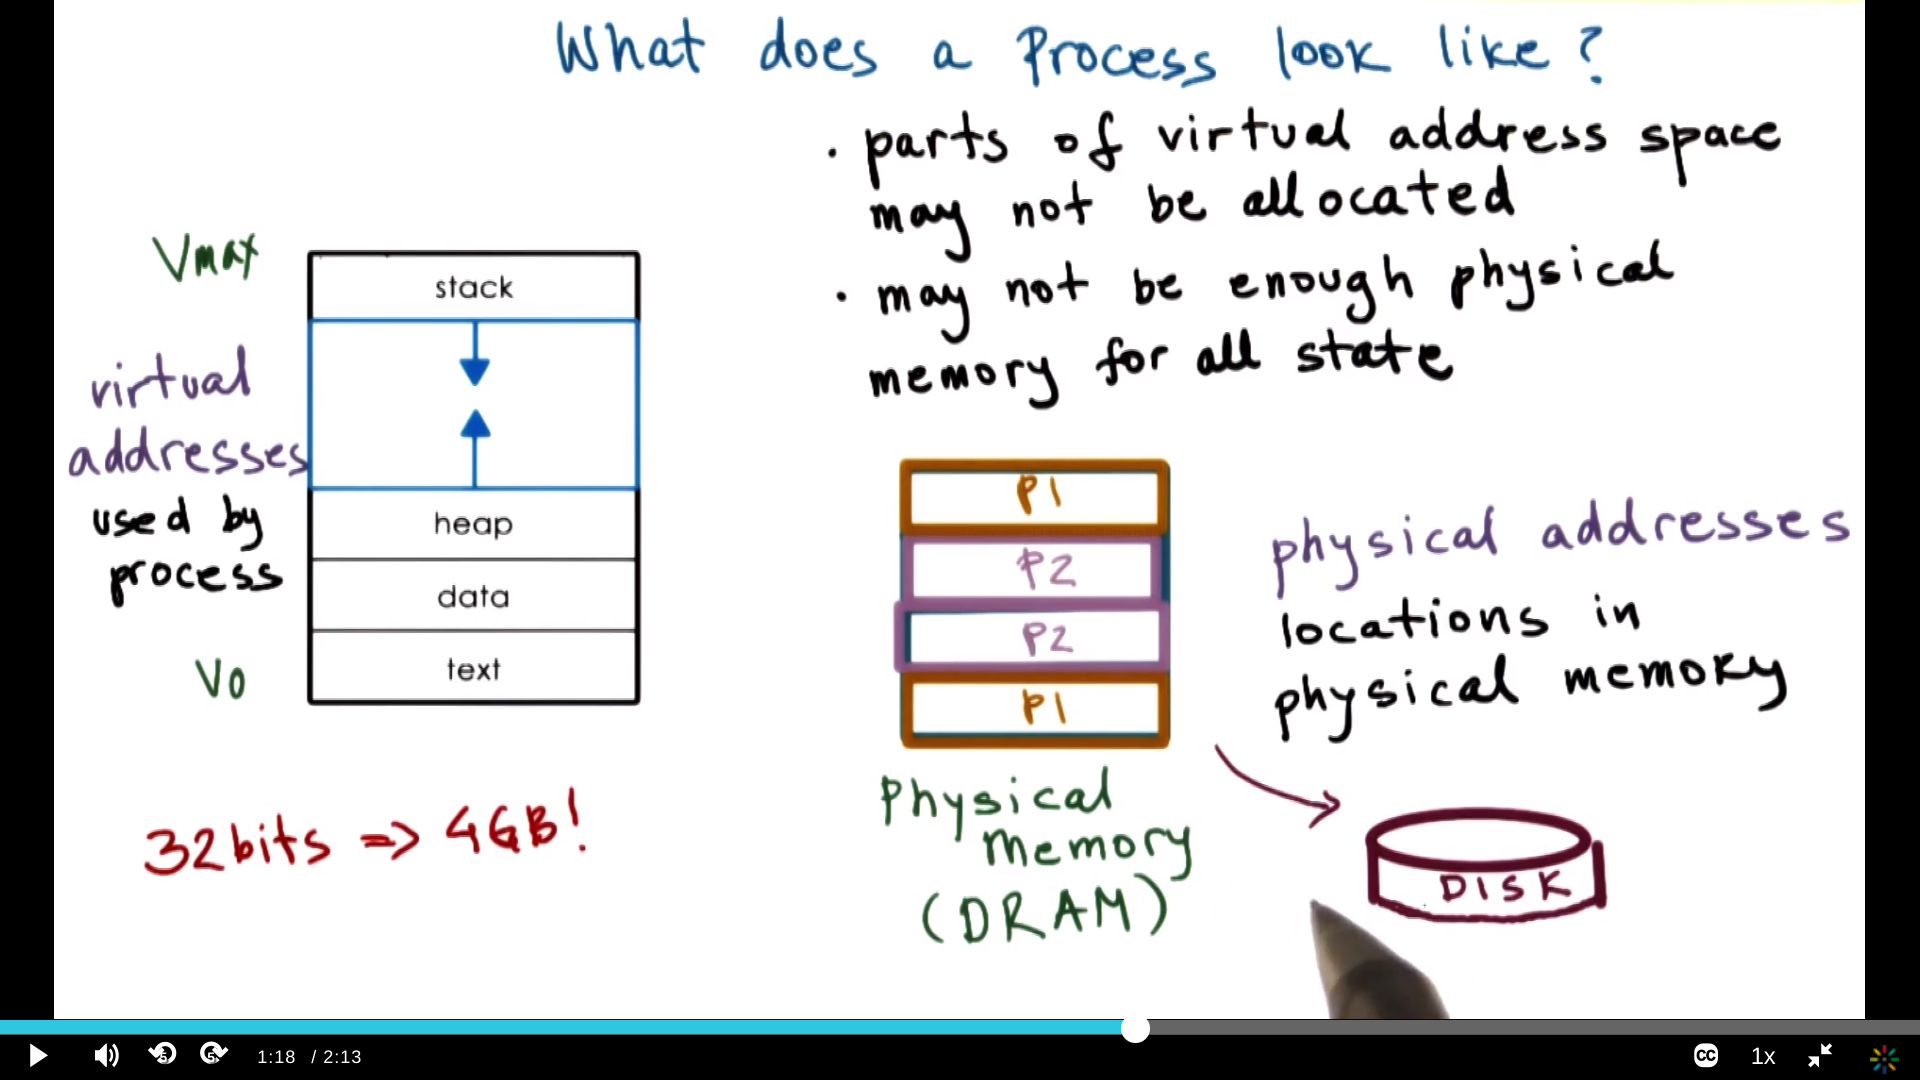 What does a Process look like?
• parts of virtual address space
may not be allocated
• may not be enough physical
memory for all state
Vmax
virtual
addresses
used by
process
V0
stack
heap
data
text
32bits => 4GB!
P1
P2
P2
P1
Physical
Memory
(DRAM)
physical addresses
locations in
physical memory
DISK
5
5
1:18 / 2:13
CC
1x